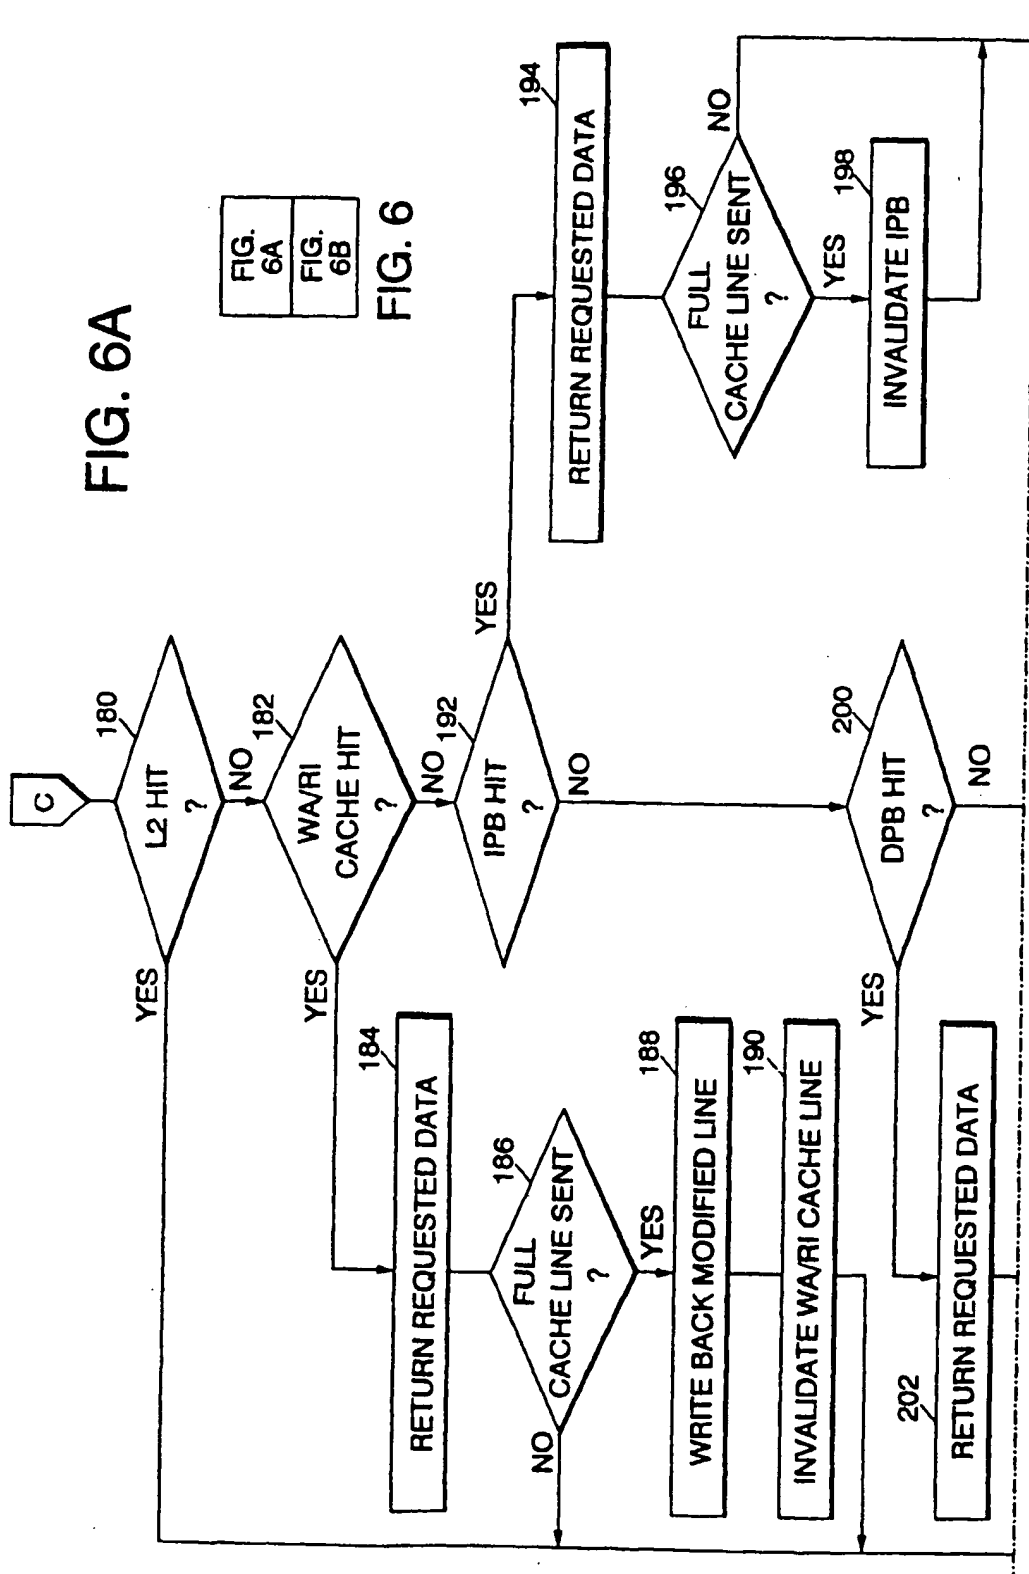 FIG. 6A
FIG.
6A
FIG.
6B
FIG. 6
C
180
L2 HIT
?
YES
NO
182
WA/RI
CACHE HIT
?
YES
NO
184
RETURN REQUESTED DATA
186
FULL
CACHE LINE SENT
?
NO
YES
188
WRITE BACK MODIFIED LINE
190
INVALIDATE WA/RI CACHE LINE
192
IPB HIT
?
YES
NO
194
RETURN REQUESTED DATA
196
FULL
CACHE LINE SENT
?
NO
YES
198
INVALIDATE IPB
200
DPB HIT
?
YES
NO
202
RETURN REQUESTED DATA